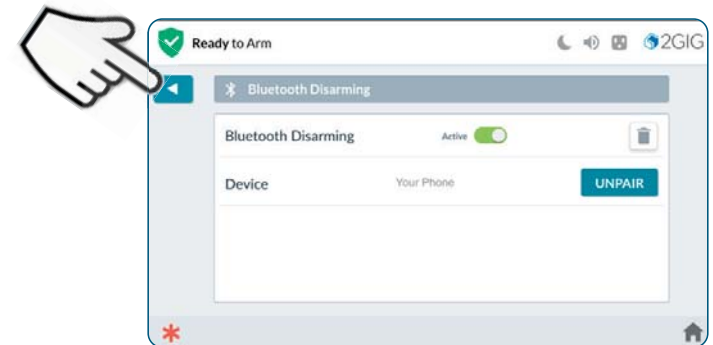 Ready to Arm
2GIG
Bluetooth Disarming
Bluetooth Disarming Active
Device Your Phone UNPAIR